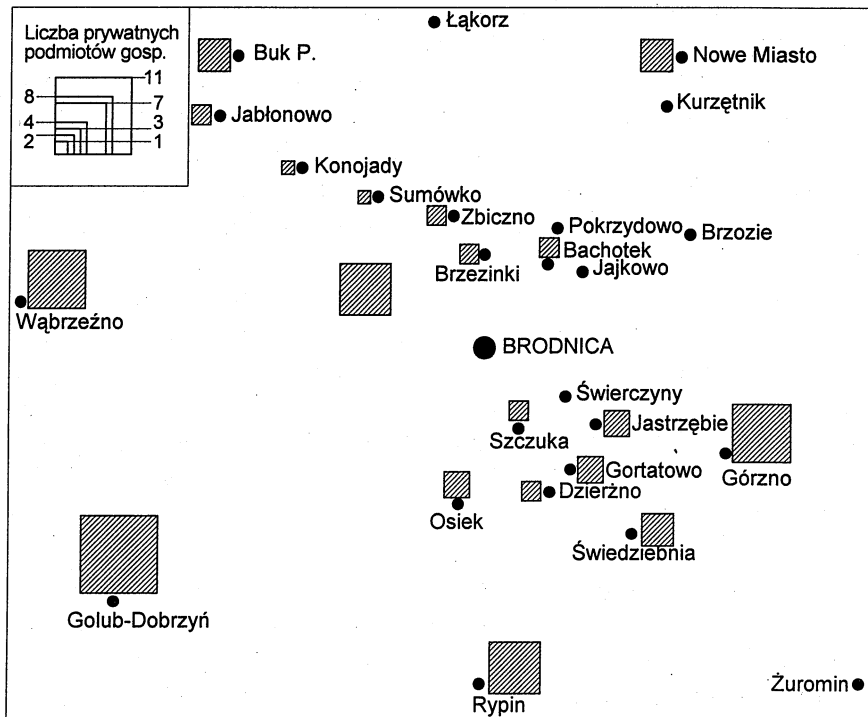 Liczba prywatnych
podmiotów gosp.
11
8
7
4
3
2
1
Łąkorz
Buk P.
Nowe Miasto
Jabłonowo
Kurzętnik
Konojady
Sumówko
Zbiczno
Pokrzydowo
Brzozie
Bachotek
Brzezinki
Jajkowo
Wąbrzeźno
BRODNICA
Świerczyny
Jastrzębie
Szczuka
Gortatowo
Górzno
Dzierżno
Osiek
Świedziebnia
Golub-Dobrzyń
Rypin
Żuromin